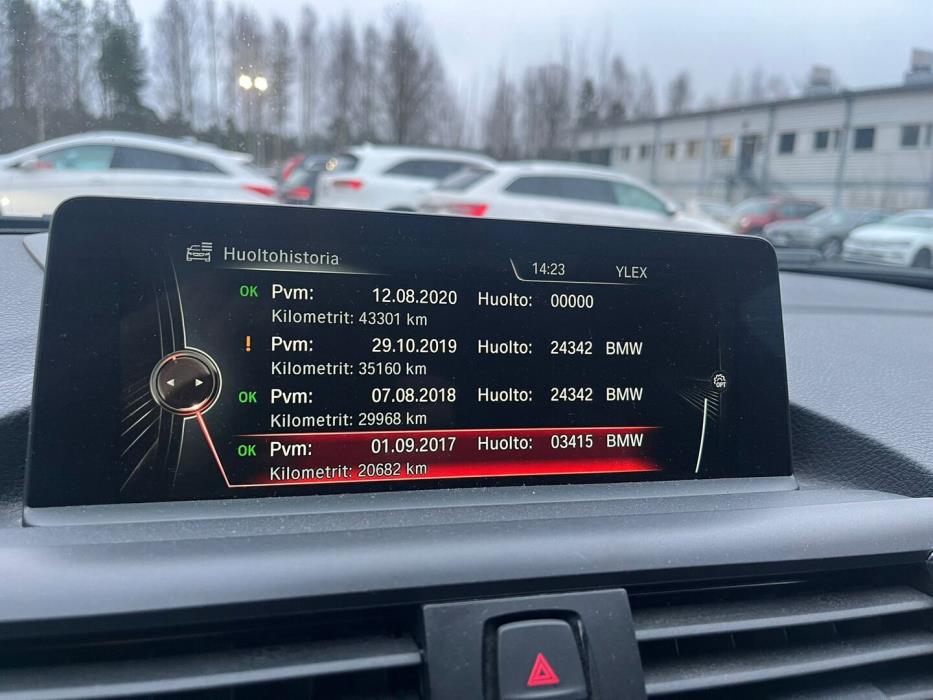 Huoltohistoria
14:23 YLEX
OK Pvm: 12.08.2020 Huolto: 00000
Kilometrit: 43301 km
! Pvm: 29.10.2019 Huolto: 24342 BMW
Kilometrit: 35160 km
OK Pvm: 07.08.2018 Huolto: 24342 BMW
Kilometrit: 29968 km
OK Pvm: 01.09.2017 Huolto: 03415 BMW
Kilometrit: 20682 km
OPT